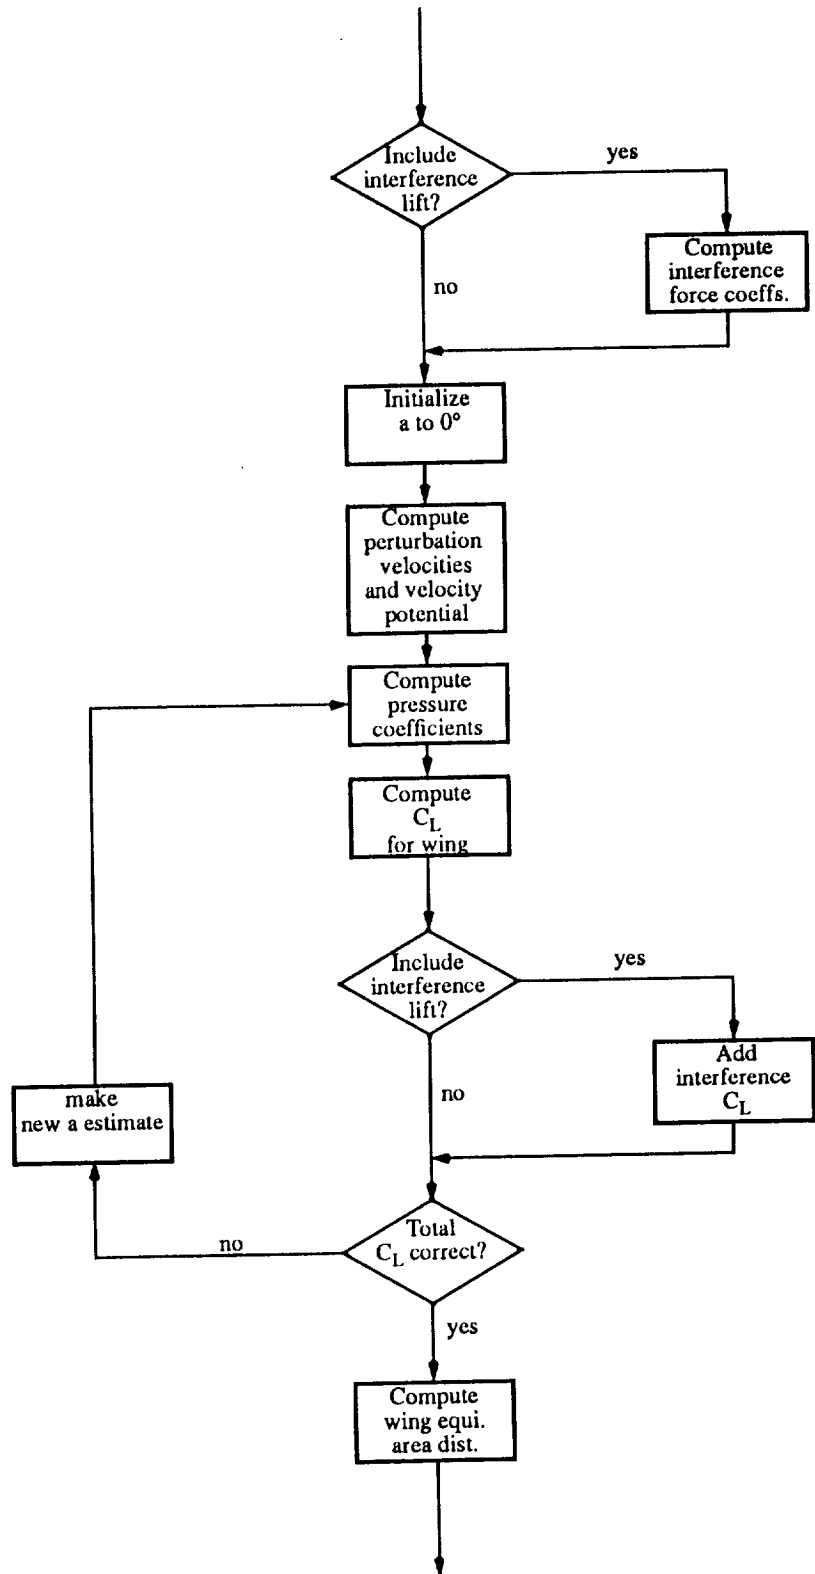 Include
interference
lift?
yes
Compute
interference
force coeffs.
no
Initialize
a to 0°
Compute
perturbation
velocities
and velocity
potential
Compute
pressure
coefficients
Compute
C_L
for wing
Include
interference
lift?
yes
Add
interference
C_L
no
make
new a estimate
Total
C_L correct?
no
yes
Compute
wing equi.
area dist.